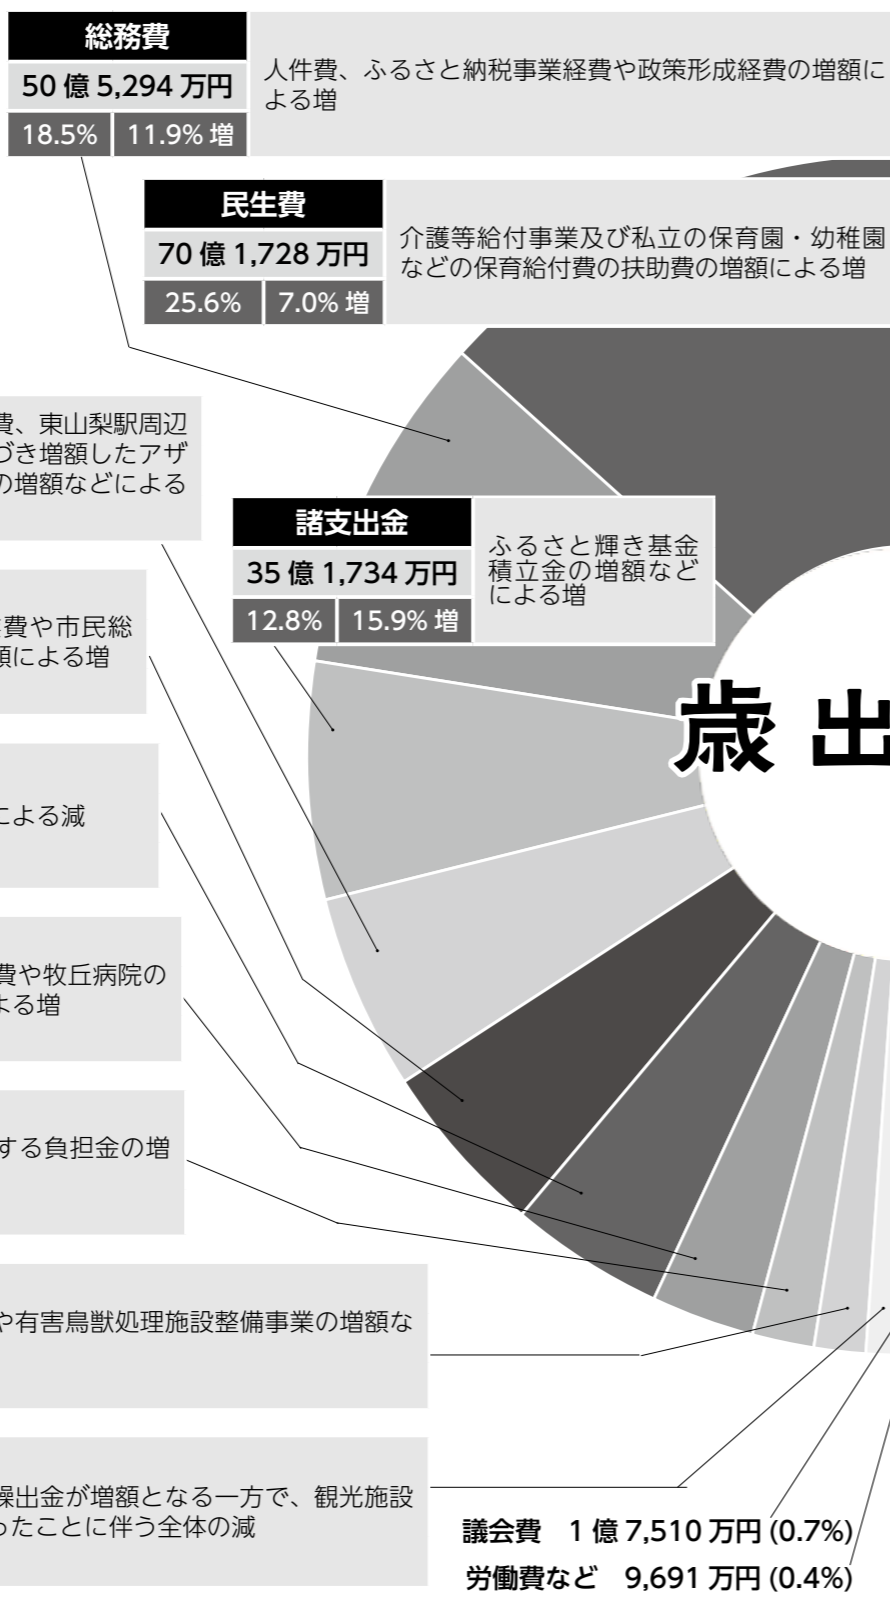 総務費
50 億 5,294 万円
18.5% 11.9% 増
人件費、ふるさと納税事業経費や政策形成経費の増額に
よる増
民生費
70 億 1,728 万円
25.6% 7.0% 増
介護等給付事業及び私立の保育園・幼稚園
などの保育給付費の扶助費の増額による増
費、東山梨駅周辺
づき増額したアザ
の増額などによる
諸支出金
35 億 1,734 万円
12.8% 15.9% 増
ふるさと輝き基金
積立金の増額など
による増
費や市民総
額による増
歳 出
による減
費や牧丘病院の
よる増
する負担金の増
や有害鳥獣処理施設整備事業の増額な
繰出金が増額となる一方で、観光施設
ったことに伴う全体の減
議会費 1 億 7,510 万円 (0.7%)
労働費など 9,691 万円 (0.4%)